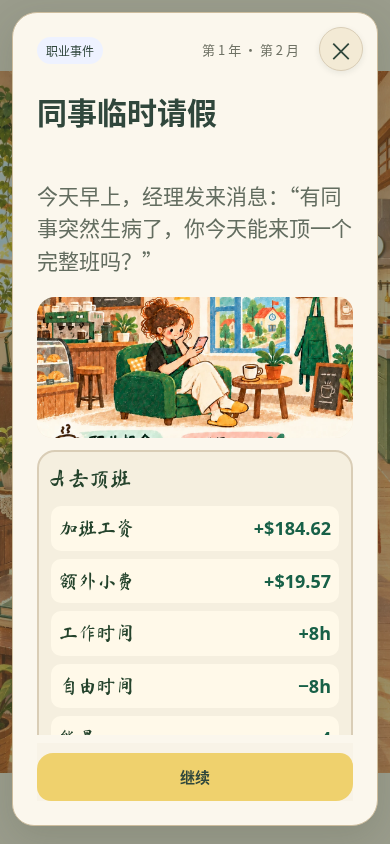 职业事件
第1年 · 第2月
同事临时请假
今天早上，经理发来消息：“有同
事突然生病了，你今天能来顶一个
完整班吗？”
A去顶班
加班工资 +$184.62
额外小费 +$19.57
工作时间 +8h
自由时间 −8h
继续